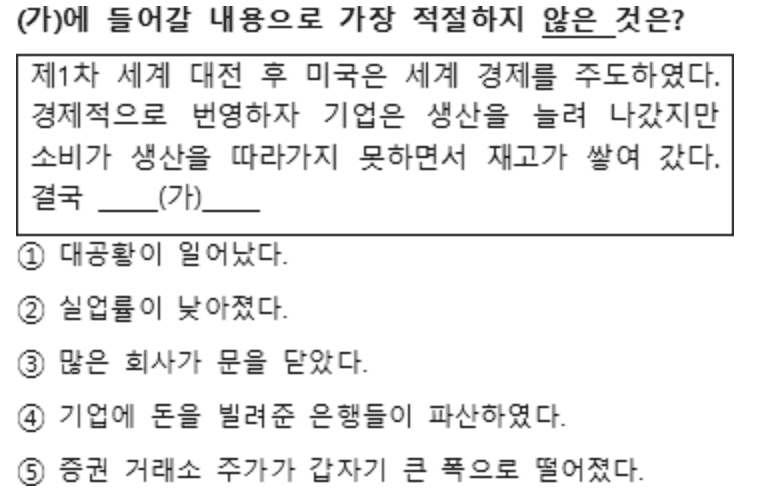 (가)에 들어갈 내용으로 가장 적절하지 않은 것은?
제1차 세계 대전 후 미국은 세계 경제를 주도하였다.
경제적으로 번영하자 기업은 생산을 늘려 나갔지만
소비가 생산을 따라가지 못하면서 재고가 쌓여 갔다.
결국 ____(가)____
① 대공황이 일어났다.
② 실업률이 낮아졌다.
③ 많은 회사가 문을 닫았다.
④ 기업에 돈을 빌려준 은행들이 파산하였다.
⑤ 증권 거래소 주가가 갑자기 큰 폭으로 떨어졌다.